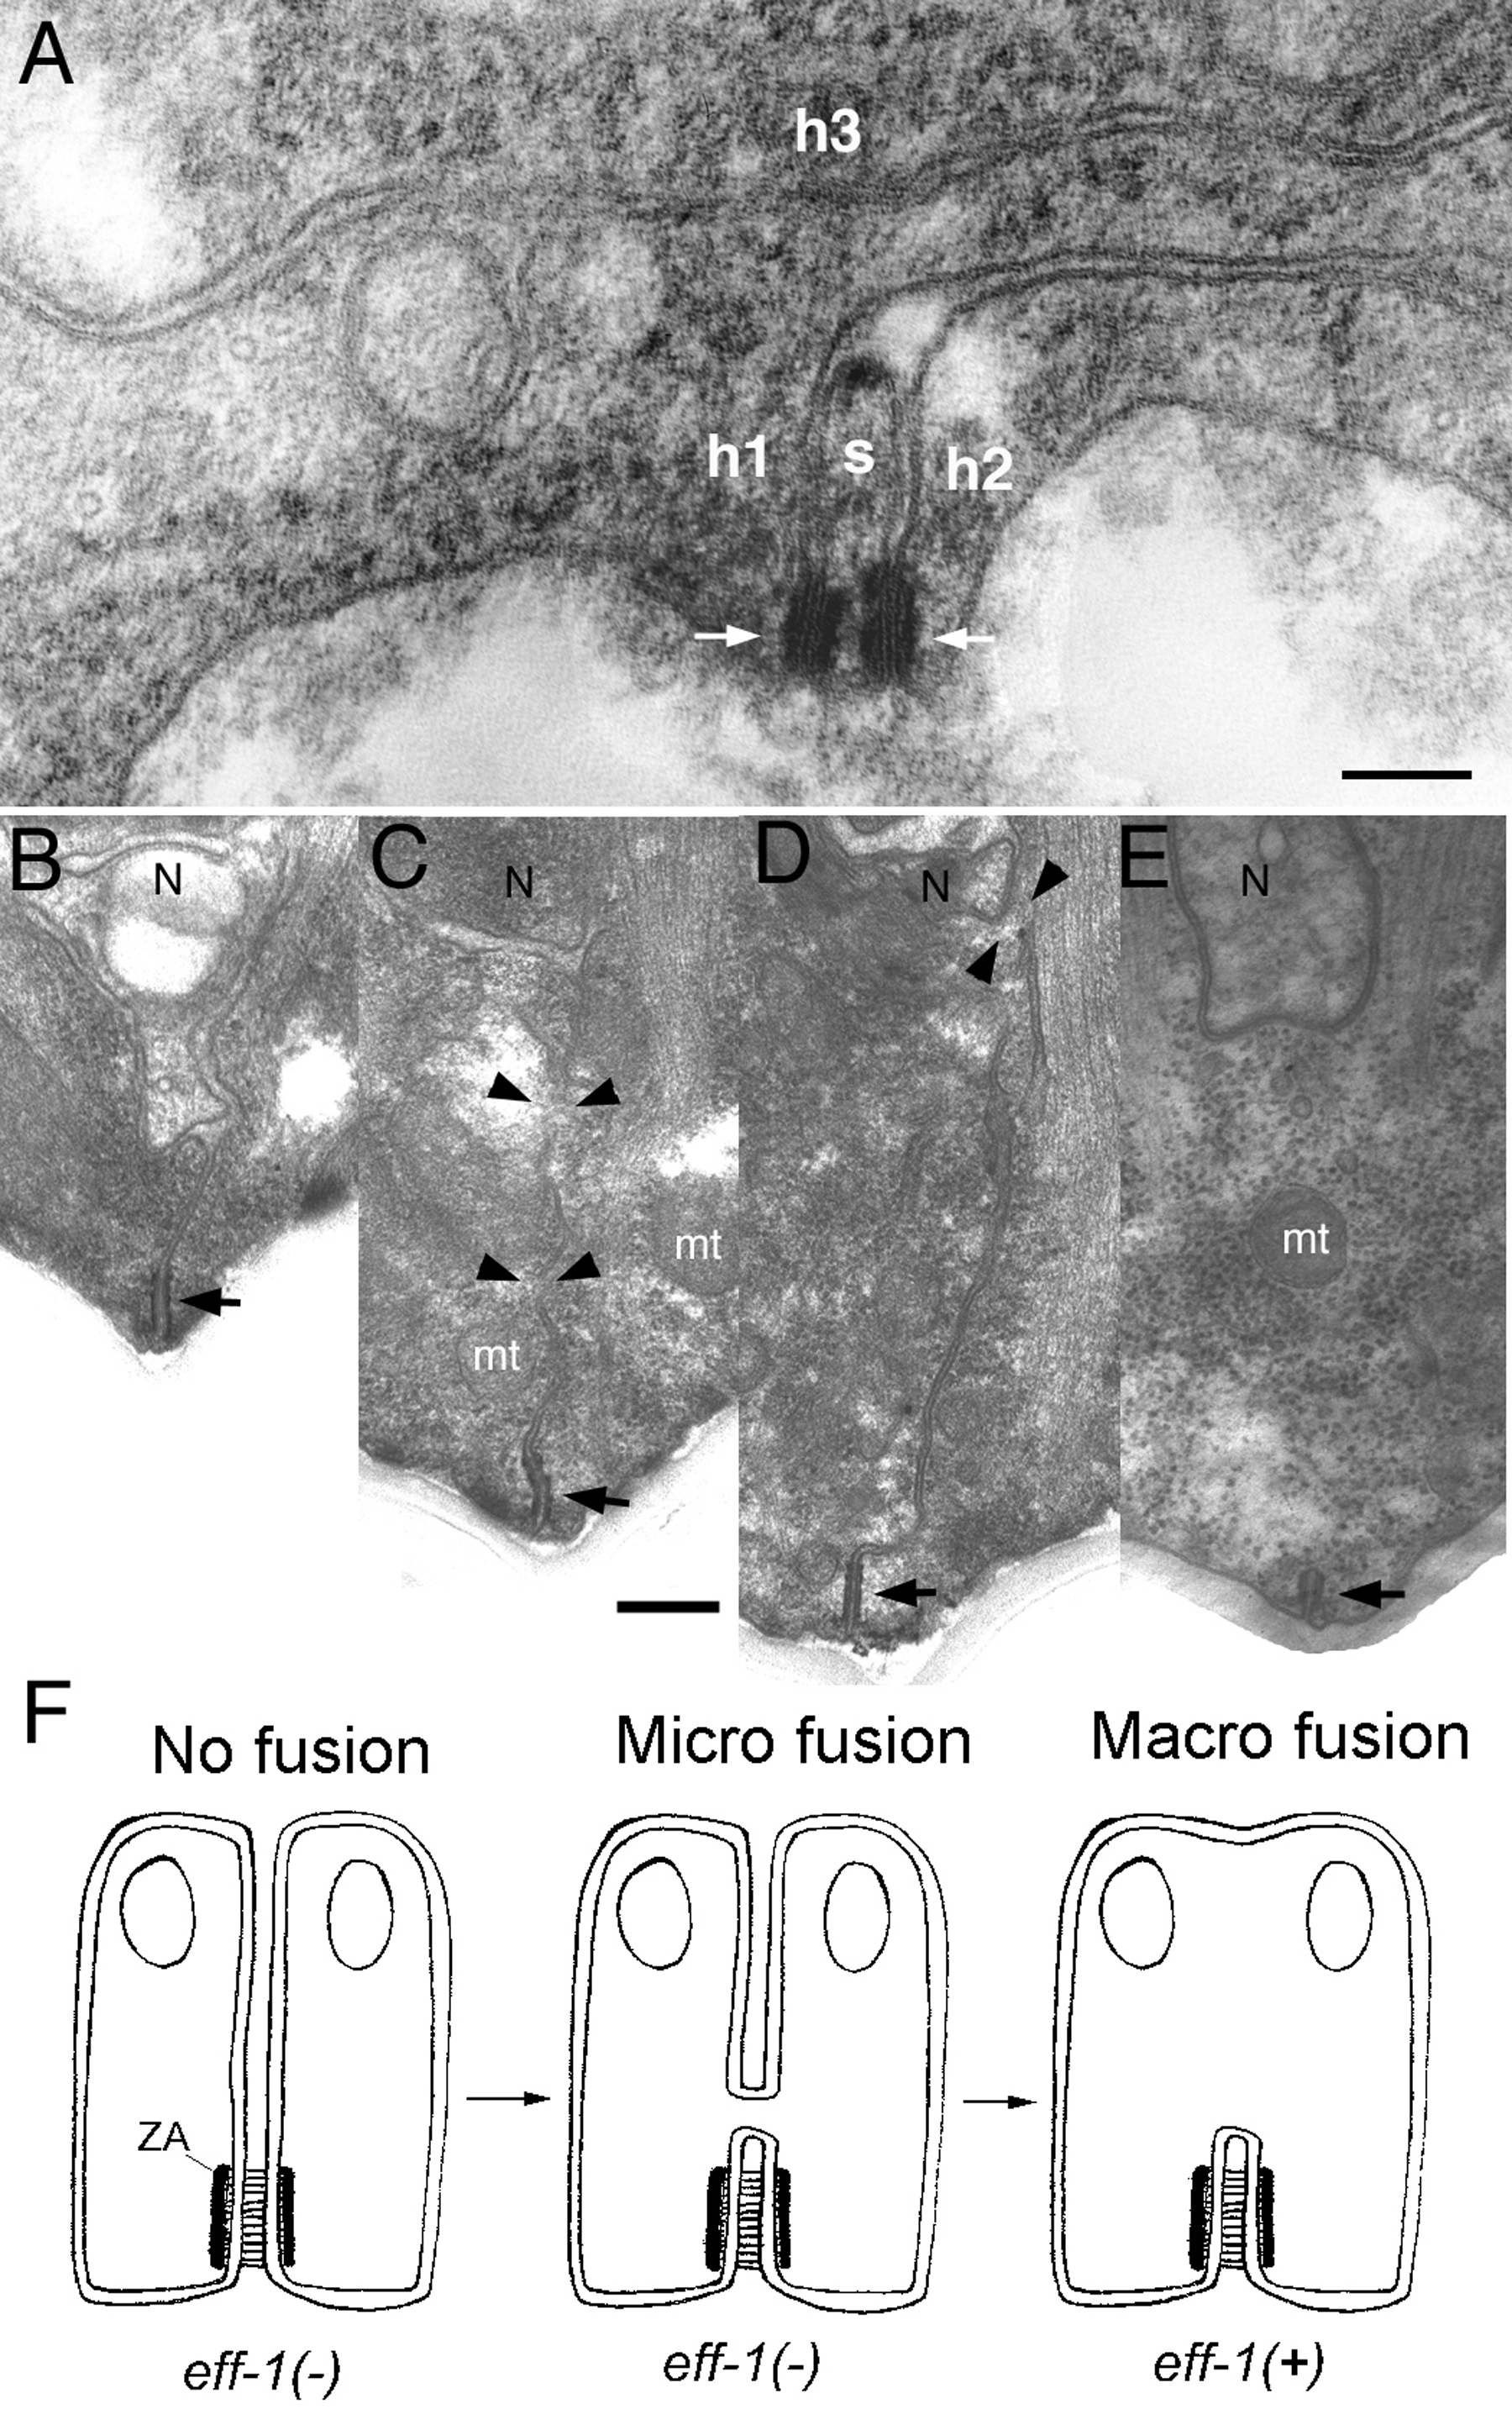 A
h3
h1 s h2
B N
C N
D N
E N
mt
mt
mt
F
No fusion Micro fusion Macro fusion
ZA
eff-1(-) eff-1(-) eff-1(+)